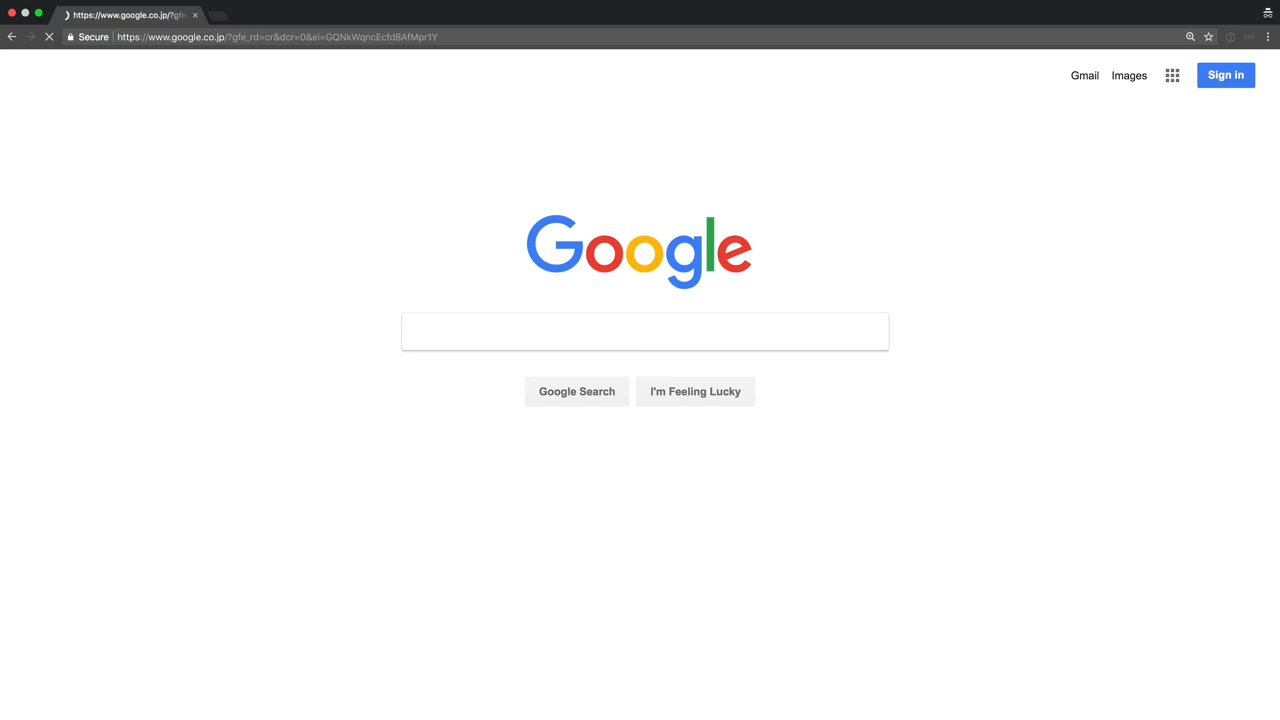 https://www.google.co.jp/?gfe
Secure https://www.google.co.jp/?gfe_rd=cr&dcr=0&ei=GQNkWqncEcfd8AfMpr1Y
Gmail Images Sign in
Google
Google Search I'm Feeling Lucky